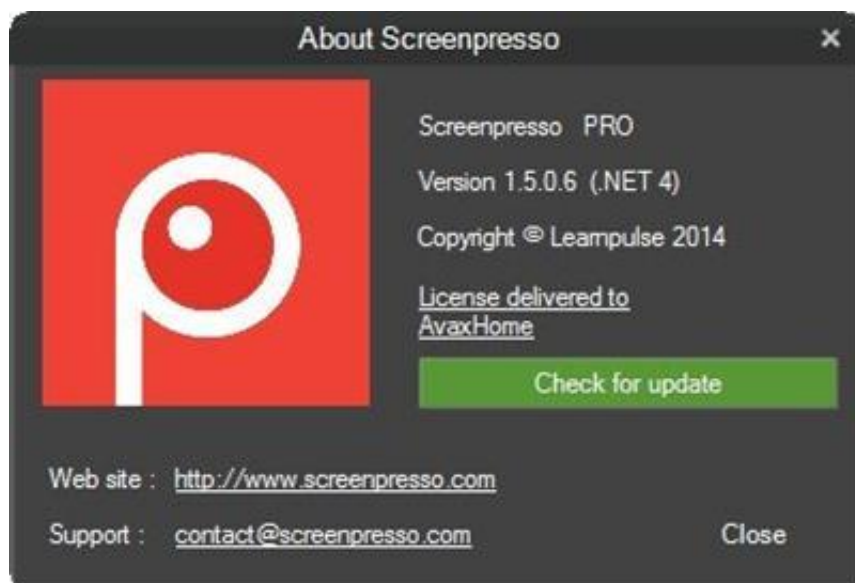 About Screenpresso
Screenpresso PRO
Version 1.5.0.6 (.NET 4)
Copyright © Learnpulse 2014
License delivered to
AvaxHome
Check for update
Web site : http://www.screenpresso.com
Support : contact@screenpresso.com
Close